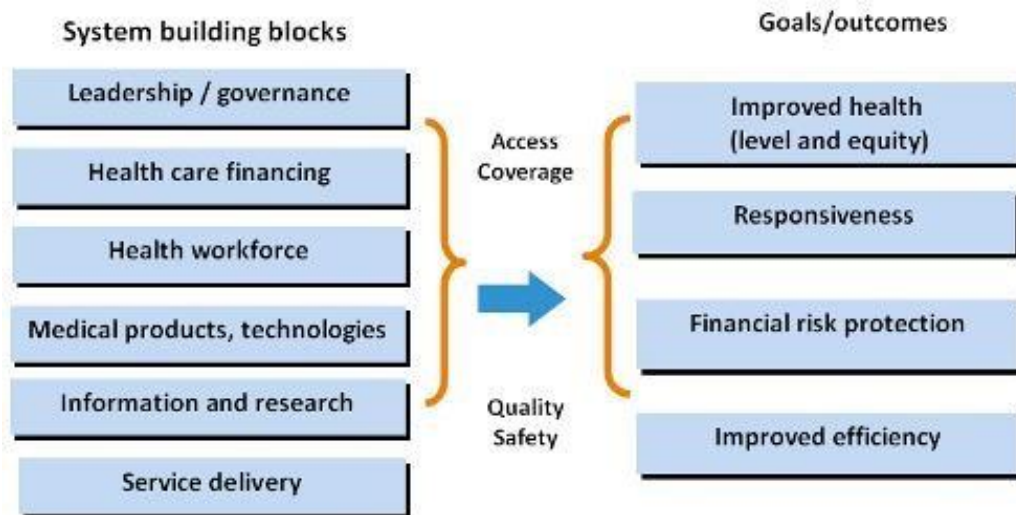 System building blocks
Leadership / governance
Health care financing
Health workforce
Medical products, technologies
Information and research
Service delivery
Access
Coverage
Quality
Safety
Goals/outcomes
Improved health
(level and equity)
Responsiveness
Financial risk protection
Improved efficiency